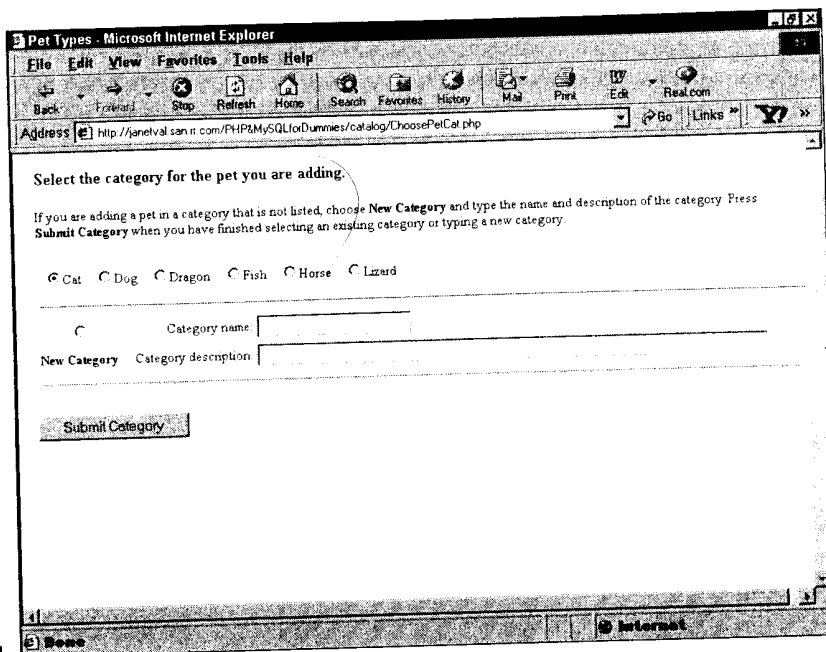 Pet Types - Microsoft Internet Explorer
File Edit View Favorites Tools Help
Back Forward Stop Refresh Home Search Favorites History Mail Print Edit Real.com
Address http://janetval.san.rr.com/PHP&MySQLforDummies/catalog/ChoosePetCat.php Go Links »
Select the category for the pet you are adding.
If you are adding a pet in a category that is not listed, choose New Category and type the name and description of the category. Press
Submit Category when you have finished selecting an existing category or typing a new category.
Cat Dog Dragon Fish Horse Lizard
Category name:
New Category Category description:
Submit Category
Done Internet